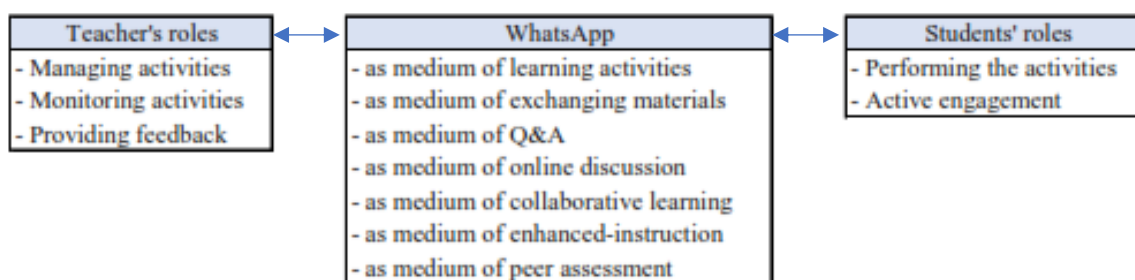 Teacher's roles
- Managing activities
- Monitoring activities
- Providing feedback
WhatsApp
- as medium of learning activities
- as medium of exchanging materials
- as medium of Q&A
- as medium of online discussion
- as medium of collaborative learning
- as medium of enhanced-instruction
- as medium of peer assessment
Students' roles
- Performing the activities
- Active engagement